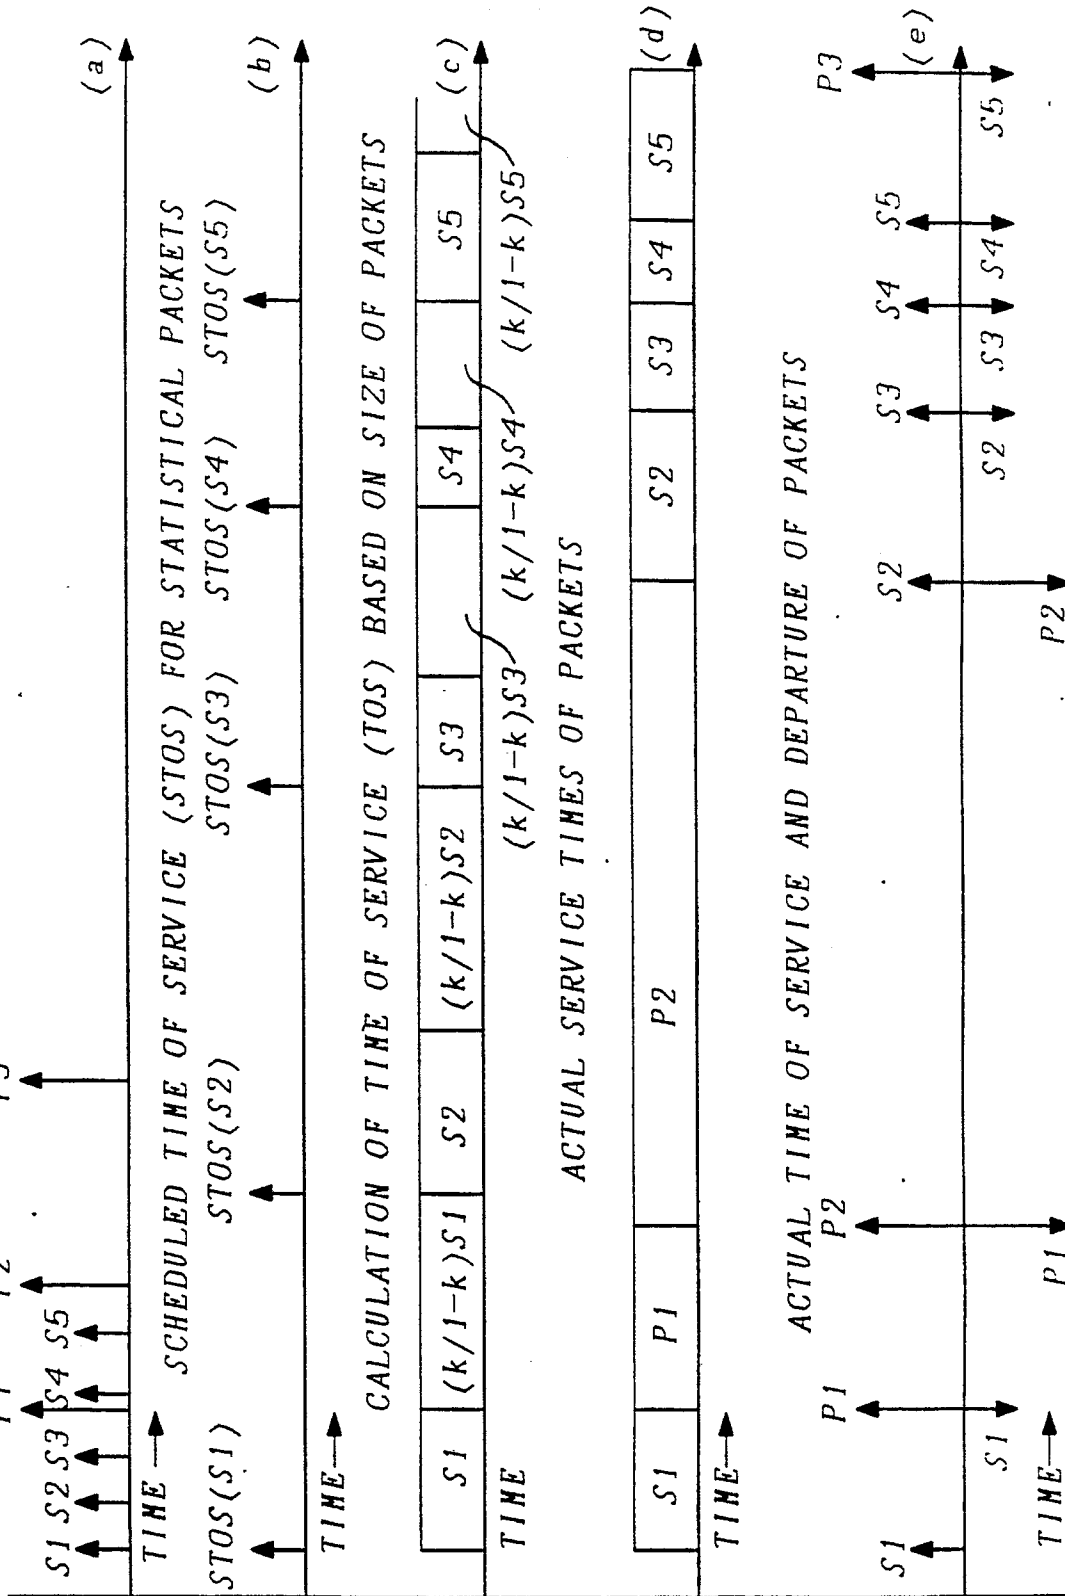 S1 S2 S3 S4 S5
(a)
TIME
SCHEDULED TIME OF SERVICE (STOS) FOR STATISTICAL PACKETS
STOS(S1) STOS(S2) STOS(S3) STOS(S4) STOS(S5)
(b)
TIME
CALCULATION OF TIME OF SERVICE (TOS) BASED ON SIZE OF PACKETS
(c)
S1 (k/1-k)S1 S2 (k/1-k)S2 S3 S4 S5
TIME
(k/1-k)S3 (k/1-k)S4 (k/1-k)S5
ACTUAL SERVICE TIMES OF PACKETS
(d)
S1 P1 P2 S2 S3 S4 S5
TIME
ACTUAL TIME OF SERVICE AND DEPARTURE OF PACKETS
P1 P2 P3
S1 S2 S3 S4 S5
(e)
S1 S2 S3 S4 S5
TIME P1 P2